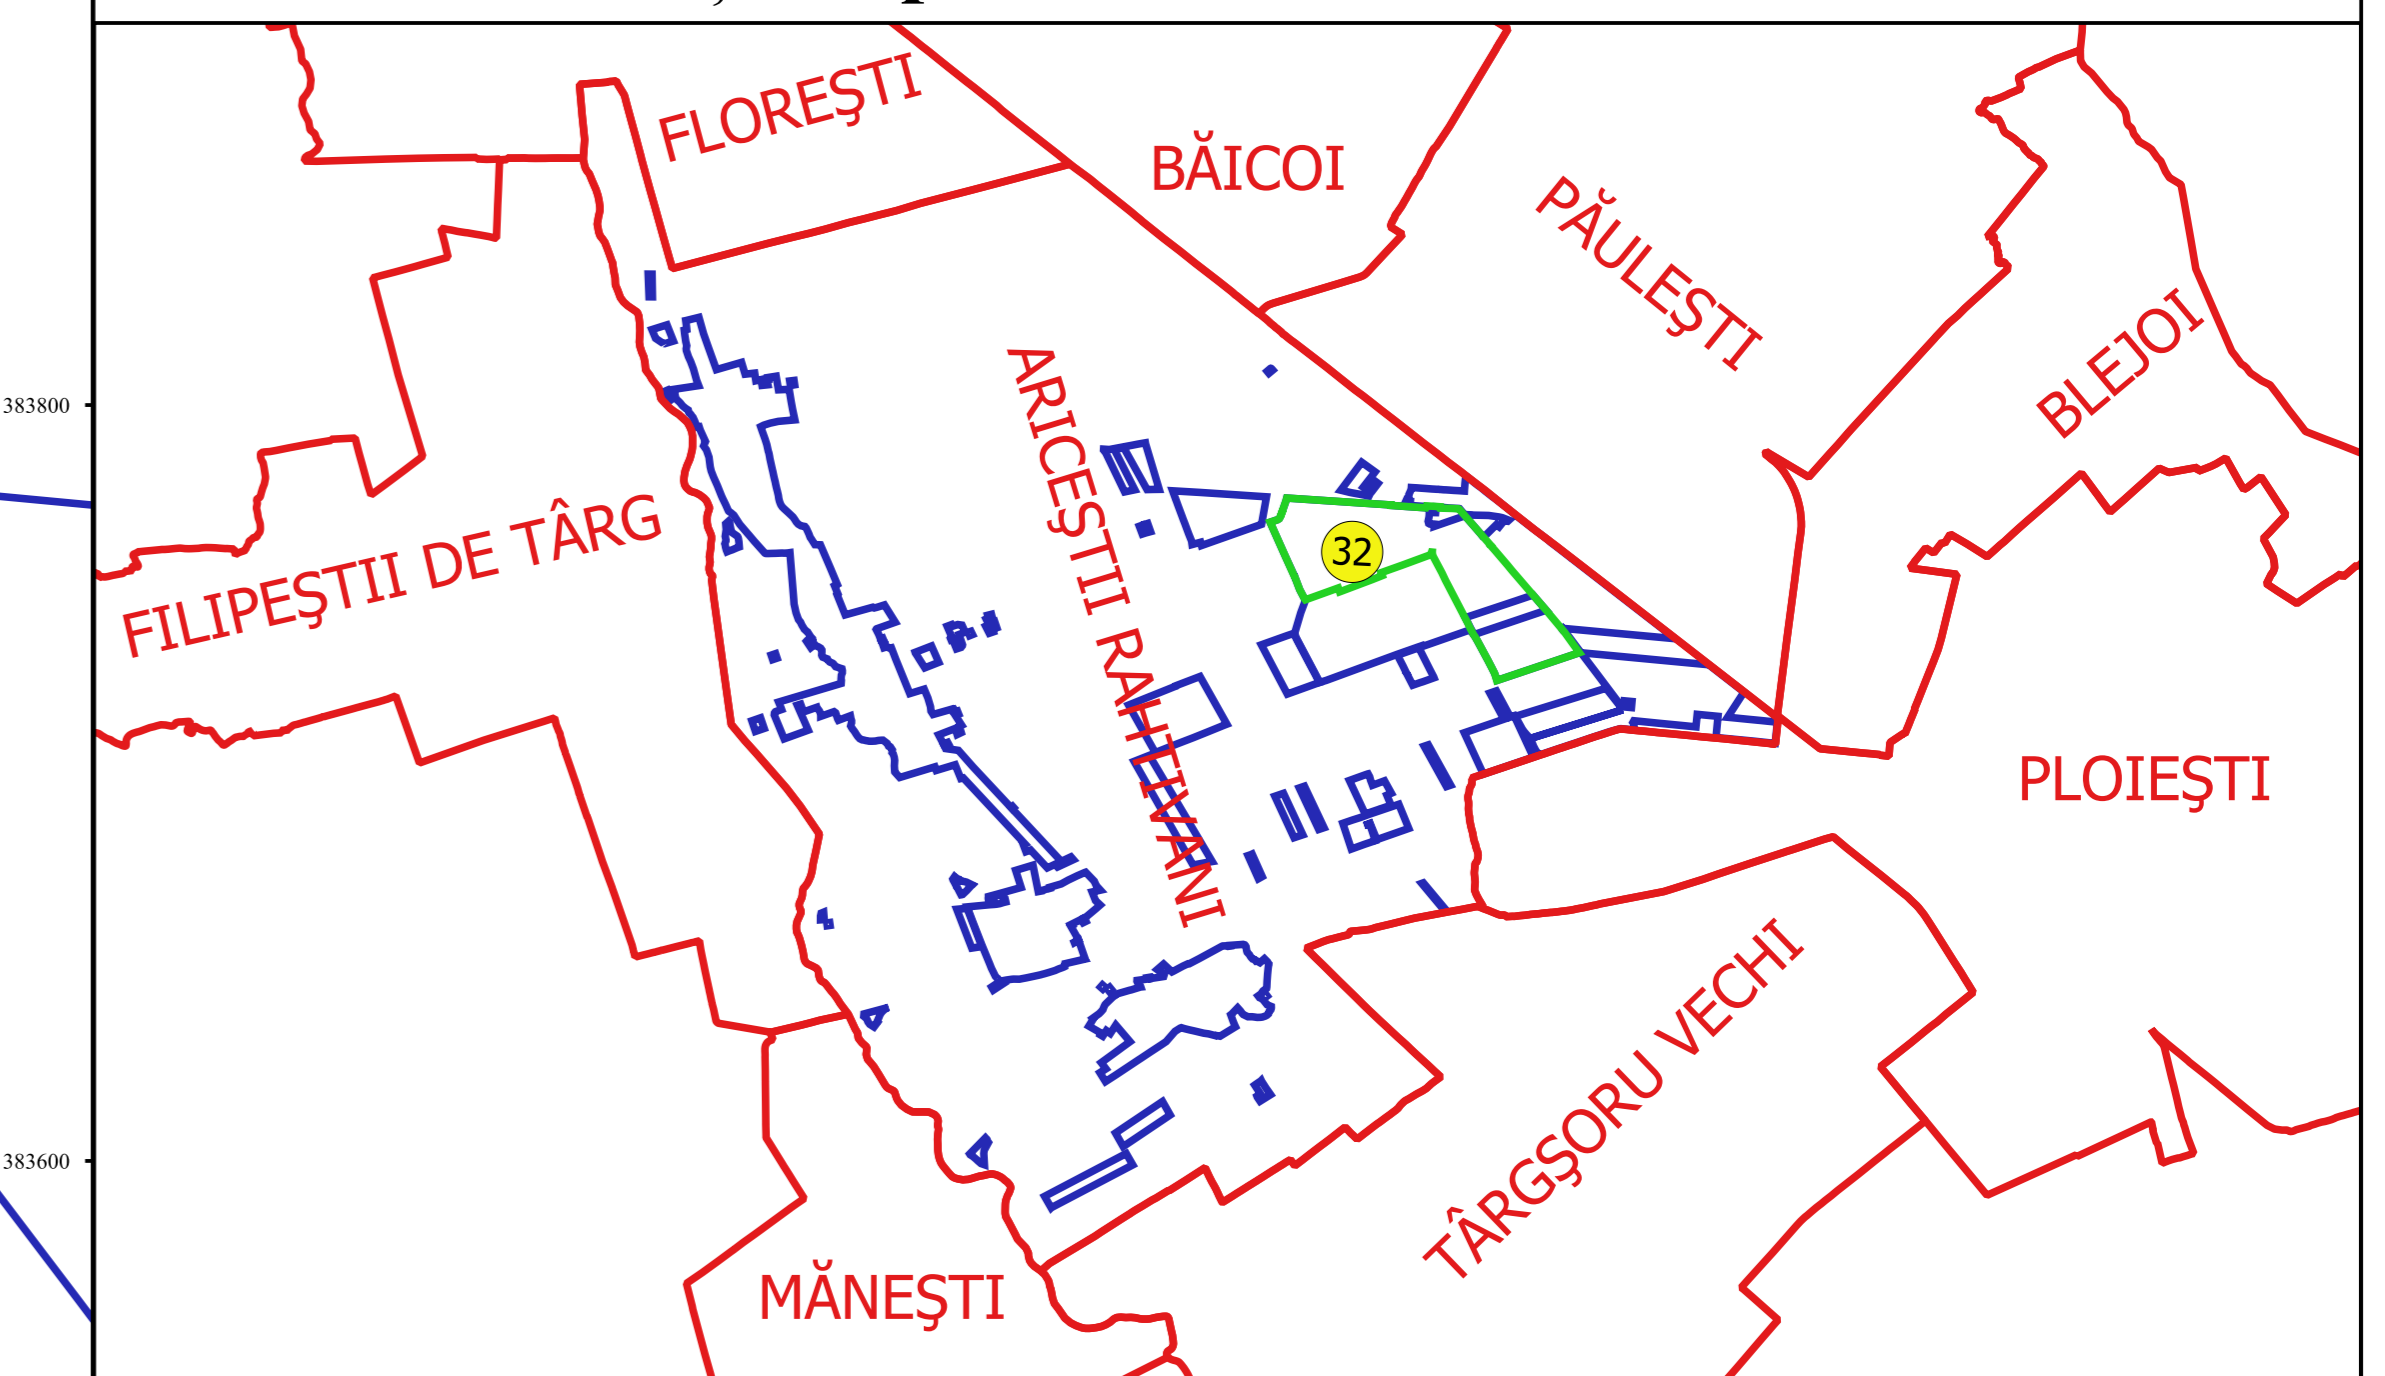 FLOREŞTI
BĂICOI
PĂULEŞTI
BLEJOI
383800
ARICEŞTII RAHTIVANI
FILIPEŞTII DE TÂRG
32
PLOIEŞTI
TÂRGŞORU VECHI
383600
MĂNEŞTI